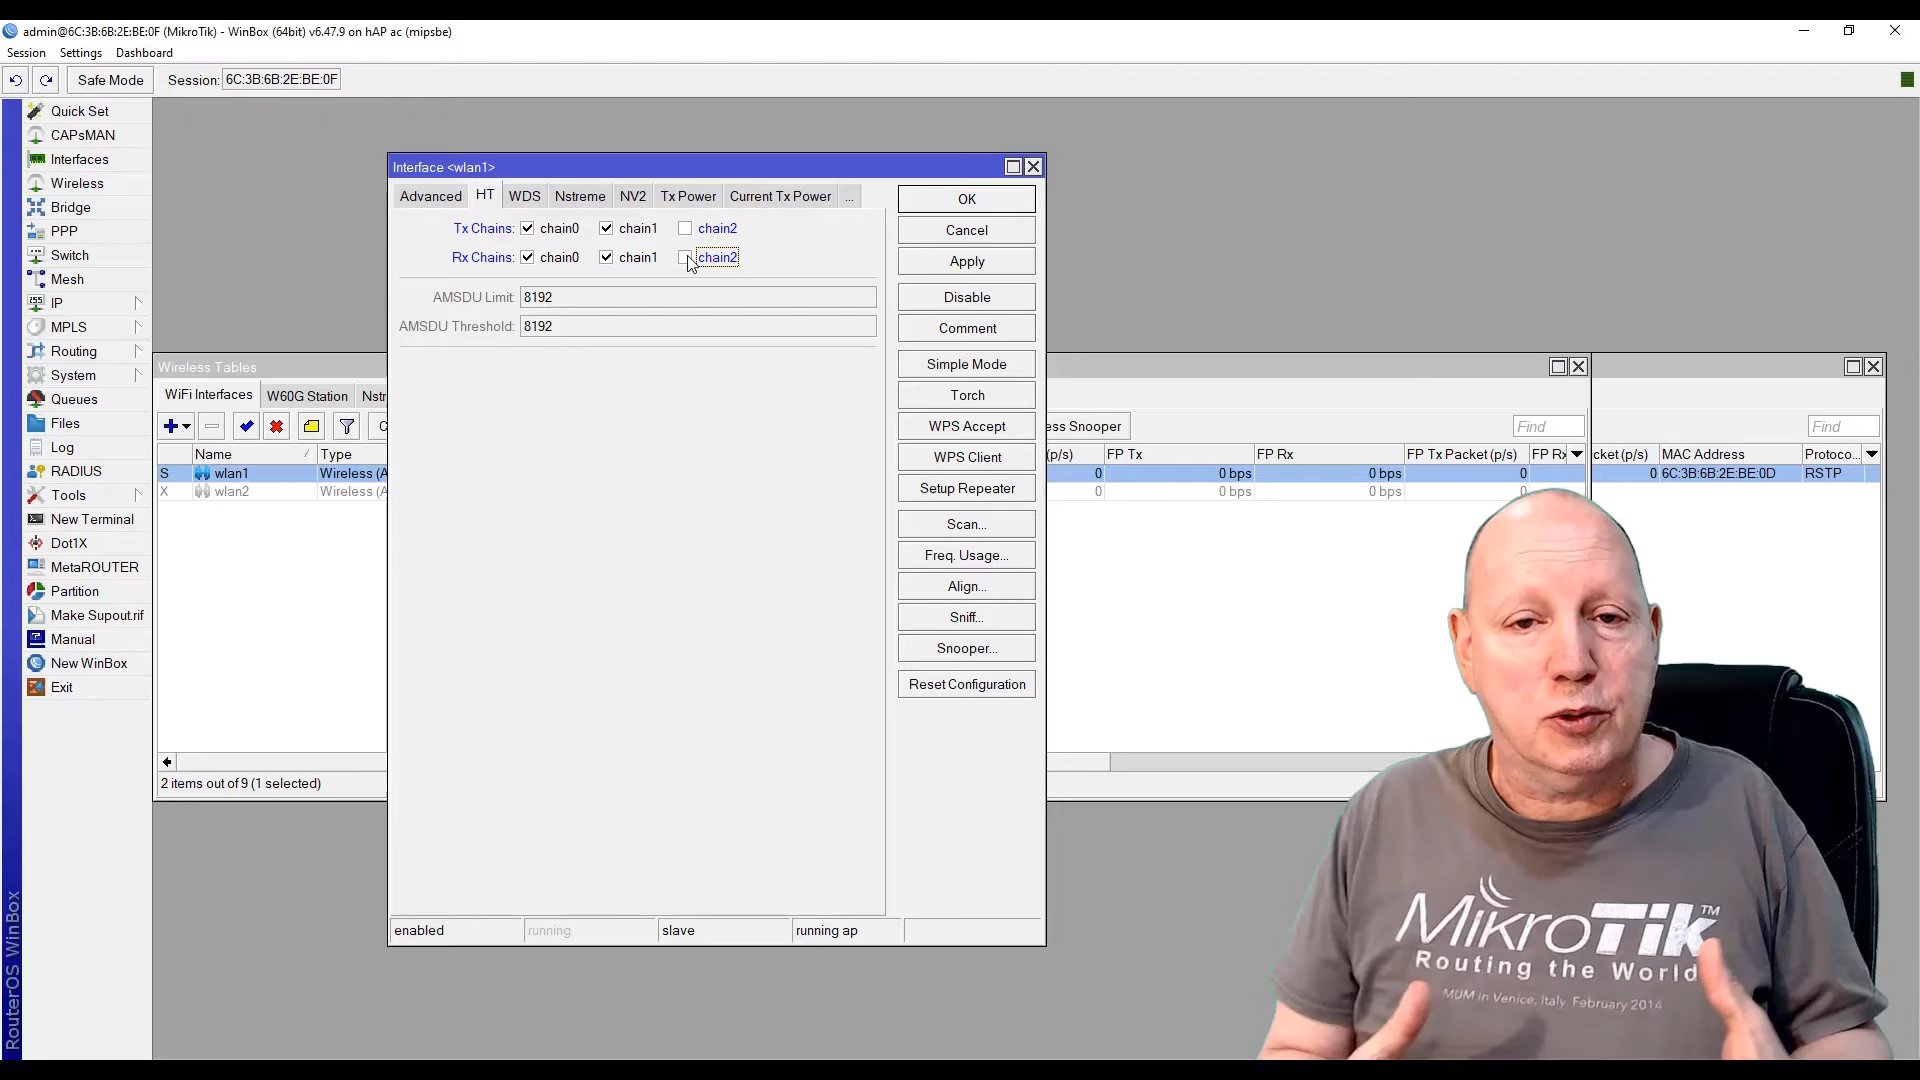 admin@6C:3B:6B:2E:BE:0F (MikroTik) - WinBox (64bit) v6.47.9 on hAP ac (mipsbe)
Session Settings Dashboard
Safe Mode Session: 6C:3B:6B:2E:BE:0F
Quick Set
CAPsMAN
Interfaces
Wireless
Bridge
PPP
Switch
Mesh
IP
MPLS
Routing
System
Queues
Files
Log
RADIUS
Tools
New Terminal
Dot1X
MetaROUTER
Partition
Make Supout.rif
Manual
New WinBox
Exit
RouterOS WinBox
Interface <wlan1>
Advanced HT WDS Nstreme NV2 Tx Power Current Tx Power ...
Tx Chains: chain0 chain1 chain2
Rx Chains: chain0 chain1 chain2
AMSDU Limit: 8192
AMSDU Threshold: 8192
OK
Cancel
Apply
Disable
Comment
Simple Mode
Torch
WPS Accept
WPS Client
Setup Repeater
Scan...
Freq. Usage...
Align...
Sniff...
Snooper...
Reset Configuration
enabled running slave running ap
Wireless Tables
WiFi Interfaces W60G Station Nstr
C ess Snooper Find Find
Name Type (p/s) FP Tx FP Rx FP Tx Packet (p/s) FP Rx cket (p/s) MAC Address Protoco...
S wlan1 Wireless (A 0 0 bps 0 bps 0 0 6C:3B:6B:2E:BE:0D RSTP
X wlan2 Wireless (A 0 0 bps 0 bps 0
2 items out of 9 (1 selected)
MikroTik™
Routing the World
MUM in Venice, Italy, February 2014